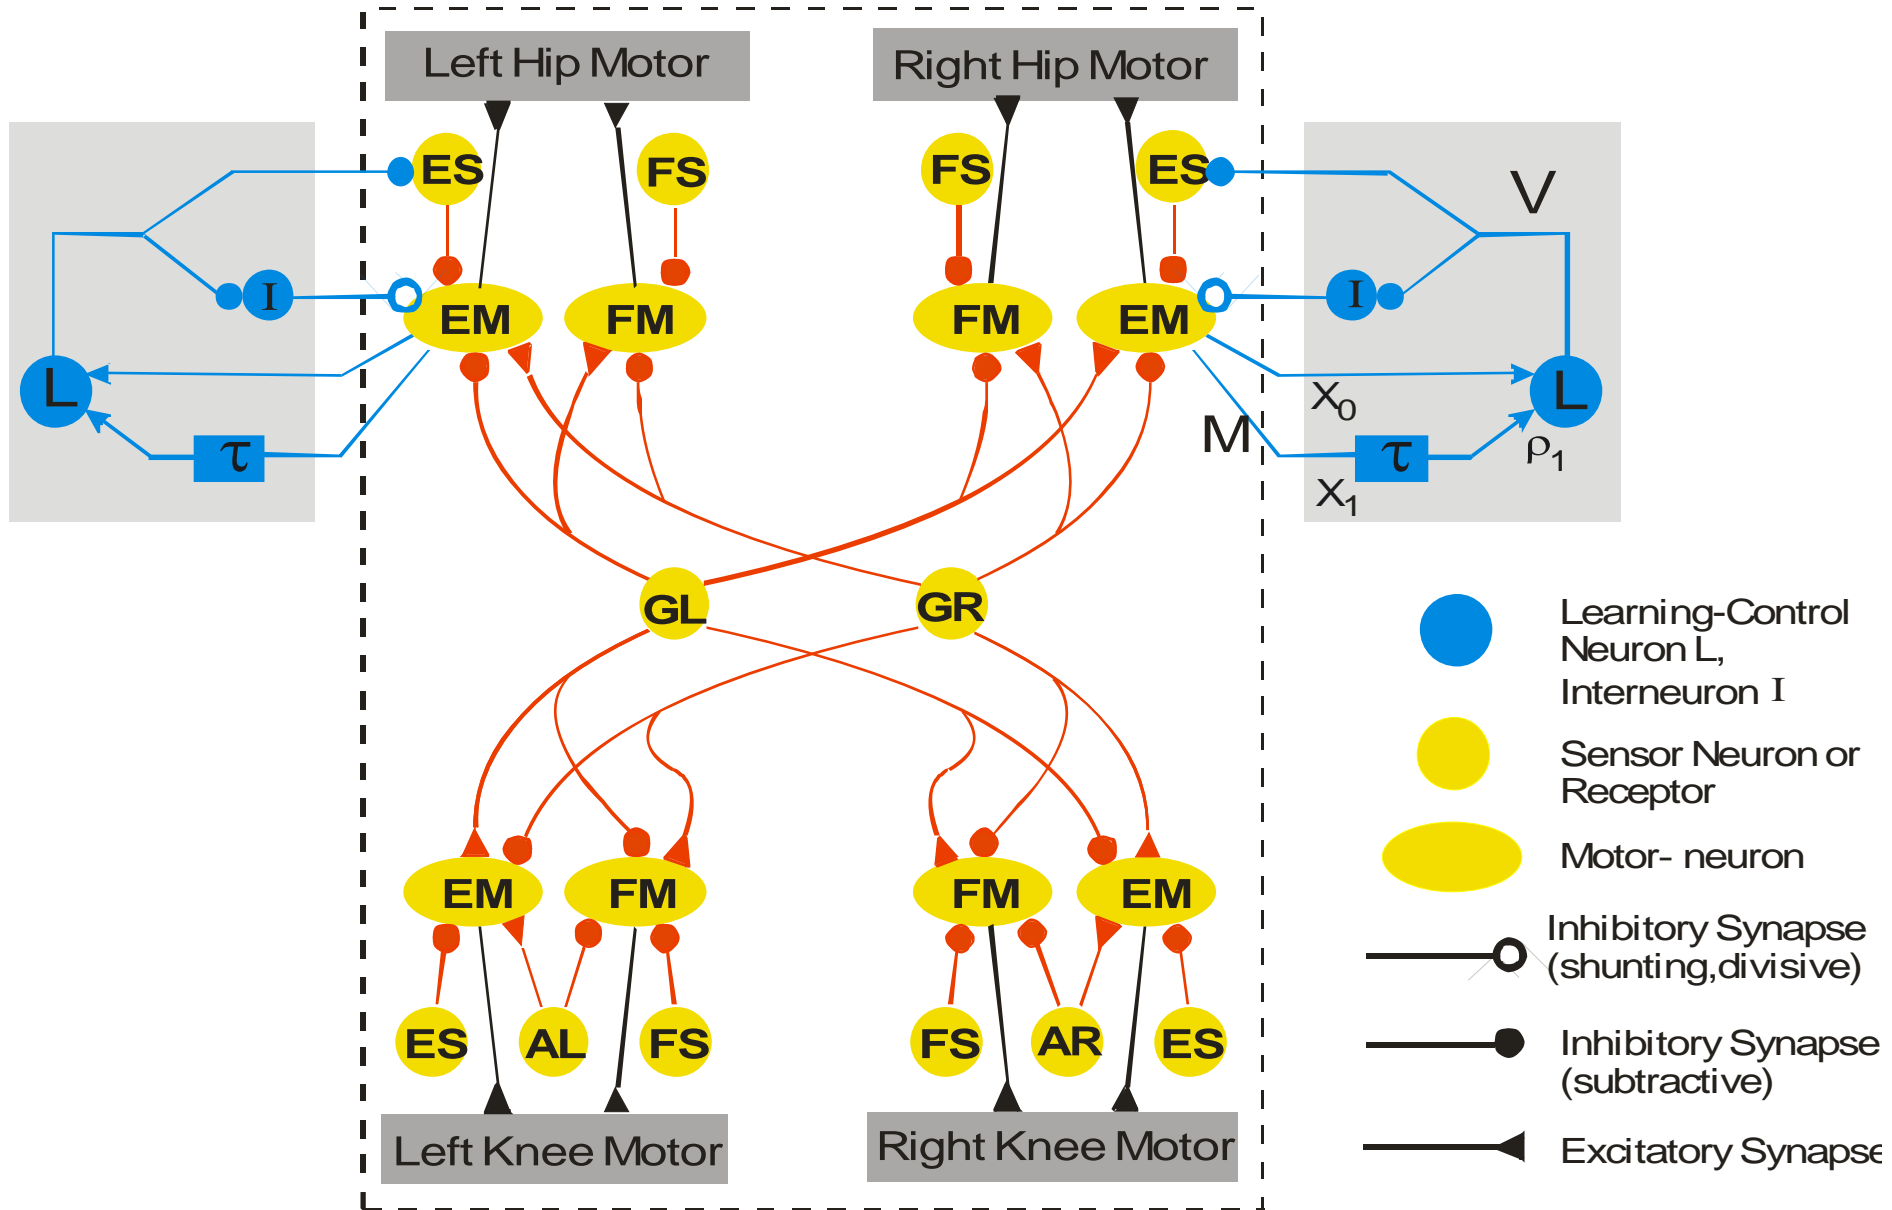 Left Hip Motor
Right Hip Motor
ES
FS
FS
ES
V
I
I
EM
FM
FM
EM
L
L
X0
M
τ
τ
ρ1
X1
GL
GR
Learning-Control
Neuron L,
Interneuron I
Sensor Neuron or
Receptor
Motor- neuron
EM
FM
FM
EM
Inhibitory Synapse
(shunting,divisive)
ES
AL
FS
FS
AR
ES
Inhibitory Synapse
(subtractive)
Left Knee Motor
Right Knee Motor
Excitatory Synapse